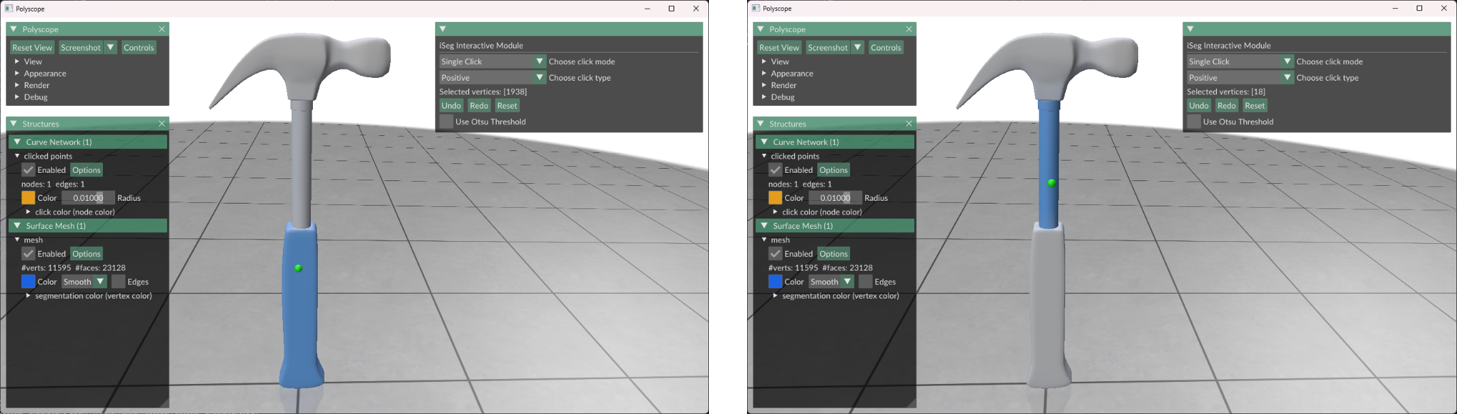 Polyscope
Polyscope
Reset View Screenshot Controls
View
Appearance
Render
Debug
Structures
Curve Network (1)
clicked points
Enabled Options
nodes: 1 edges: 1
Color 0.01000 Radius
click color (node color)
Surface Mesh (1)
mesh
Enabled Options
#verts: 11595 #faces: 23128
Color Smooth Edges
segmentation color (vertex color)
iSeg Interactive Module
Single Click Choose click mode
Positive Choose click type
Selected vertices: [1938]
Undo Redo Reset
Use Otsu Threshold
Polyscope
Polyscope
Reset View Screenshot Controls
View
Appearance
Render
Debug
Structures
Curve Network (1)
clicked points
Enabled Options
nodes: 1 edges: 1
Color 0.01000 Radius
click color (node color)
Surface Mesh (1)
mesh
Enabled Options
#verts: 11595 #faces: 23128
Color Smooth Edges
segmentation color (vertex color)
iSeg Interactive Module
Single Click Choose click mode
Positive Choose click type
Selected vertices: [18]
Undo Redo Reset
Use Otsu Threshold